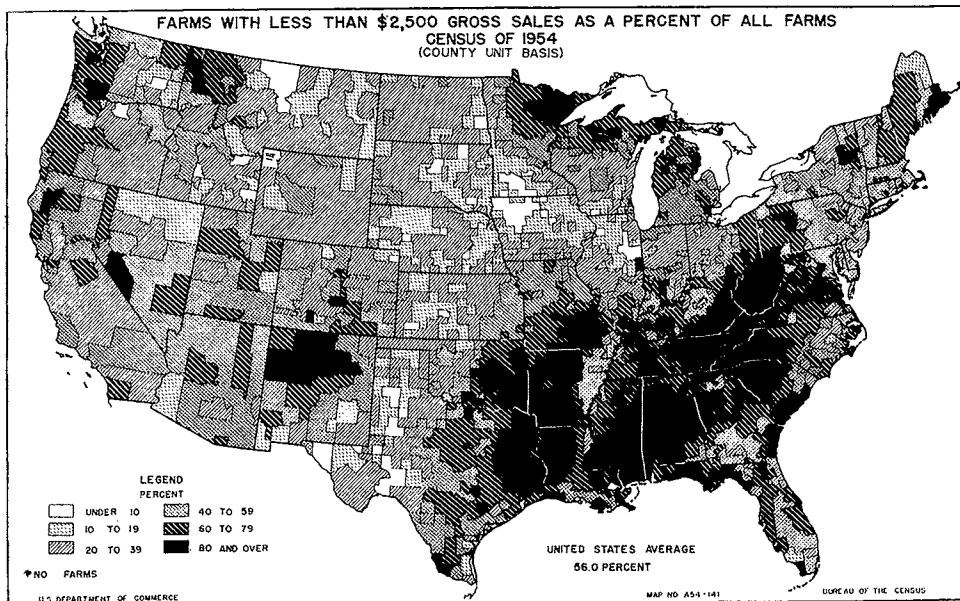 FARMS WITH LESS THAN $2,500 GROSS SALES AS A PERCENT OF ALL FARMS
CENSUS OF 1954
(COUNTY UNIT BASIS)
LEGEND
PERCENT
UNDER 10
10 TO 19
20 TO 39
40 TO 59
60 TO 79
80 AND OVER
*NO FARMS
UNITED STATES AVERAGE
56.0 PERCENT
U.S. DEPARTMENT OF COMMERCE
MAP NO. A54-141
BUREAU OF THE CENSUS